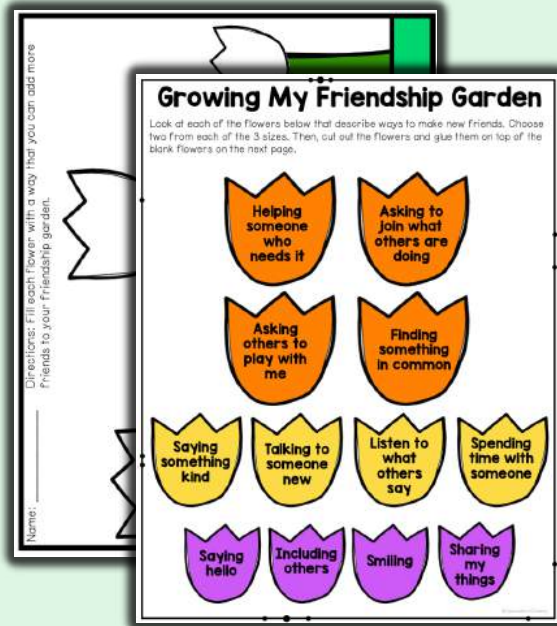 Growing My Friendship Garden
Look at each of the flowers below that describe ways to make new friends. Choose
two from each of the 3 sizes. Then, cut out the flowers and glue them on top of the
blank flowers on the next page.
Helping
someone
who
needs it
Asking to
join what
others are
doing
Asking
others to
play with
me
Finding
something
in common
Saying
something
kind
Talking to
someone
new
Listen to
what
others
say
Spending
time with
someone
Saying
hello
Including
others
Smiling
Sharing
my
things
Name:
Directions: Fill each flower with a way that you can add more
friends to your friendship garden.